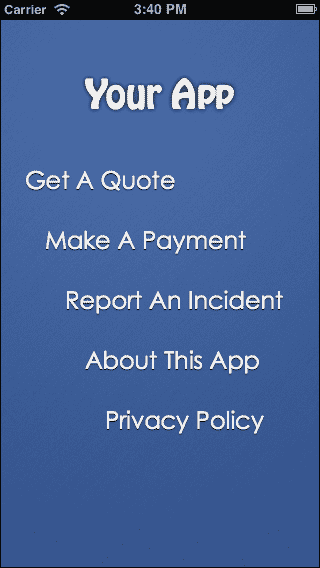 Carrier 3:40 PM
Your App
Get A Quote
Make A Payment
Report An Incident
About This App
Privacy Policy